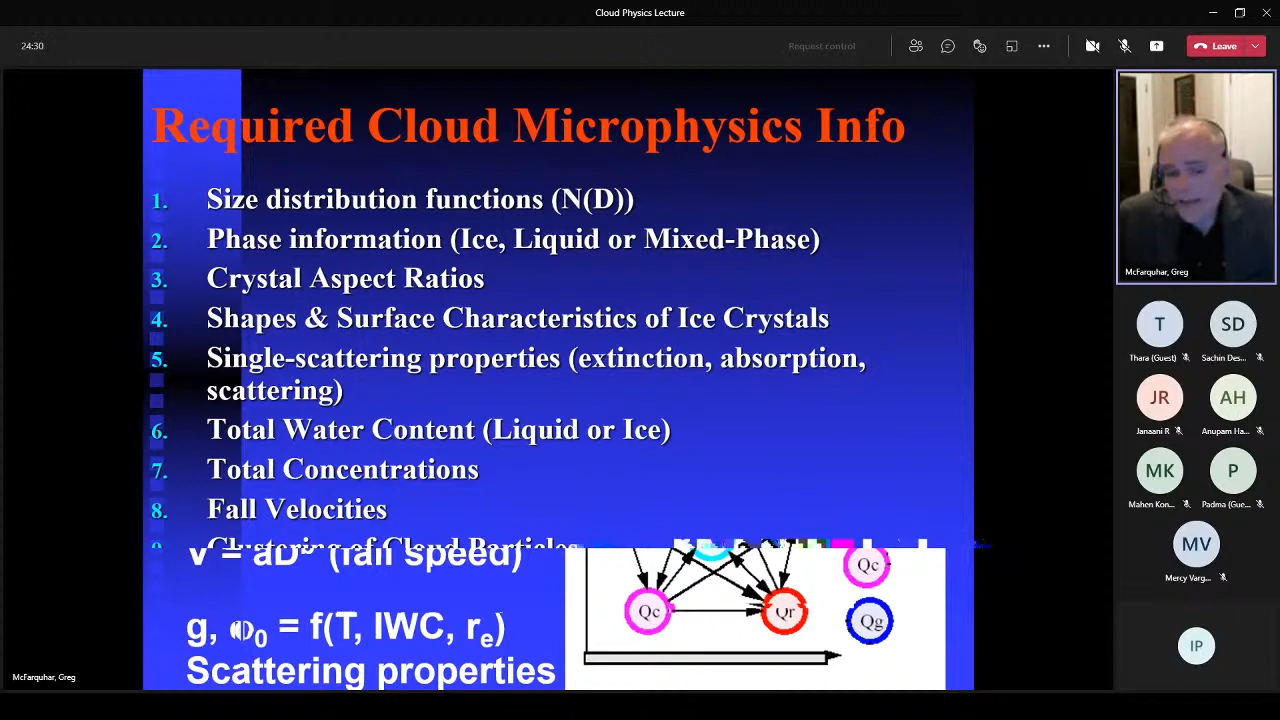 Cloud Physics Lecture
24:30
Request control
Leave
Required Cloud Microphysics Info
1. Size distribution functions (N(D))
2. Phase information (Ice, Liquid or Mixed-Phase)
3. Crystal Aspect Ratios
4. Shapes & Surface Characteristics of Ice Crystals
5. Single-scattering properties (extinction, absorption,
scattering)
6. Total Water Content (Liquid or Ice)
7. Total Concentrations
8. Fall Velocities
9. Clustering of Cloud Particles
(fall speed)
g, = f(T, IWC, re)
Scattering properties
Qc
Qr
Qc
Qg
McFarquhar, Greg
McFarquhar, Greg
T
SD
Thara (Guest)
Sachin Des...
JR
AH
Janaani R
Anupam Ha...
MK
P
Mahen Kon...
Padma (Gue...
MV
Mercy Varg...
IP